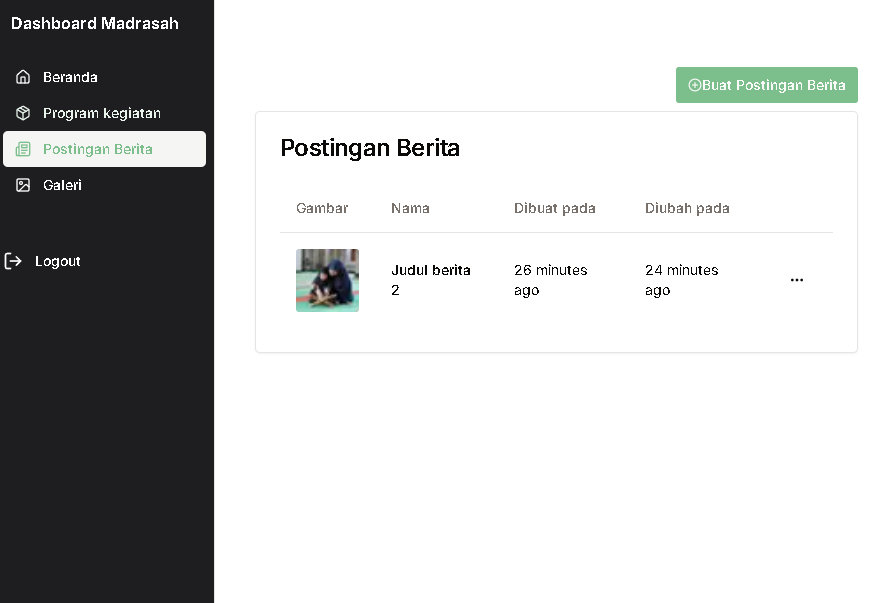 Dashboard Madrasah
Beranda
Program kegiatan
Postingan Berita
Galeri
Logout
Buat Postingan Berita
Postingan Berita
Gambar Nama Dibuat pada Diubah pada
Judul berita 26 minutes 24 minutes
2 ago ago